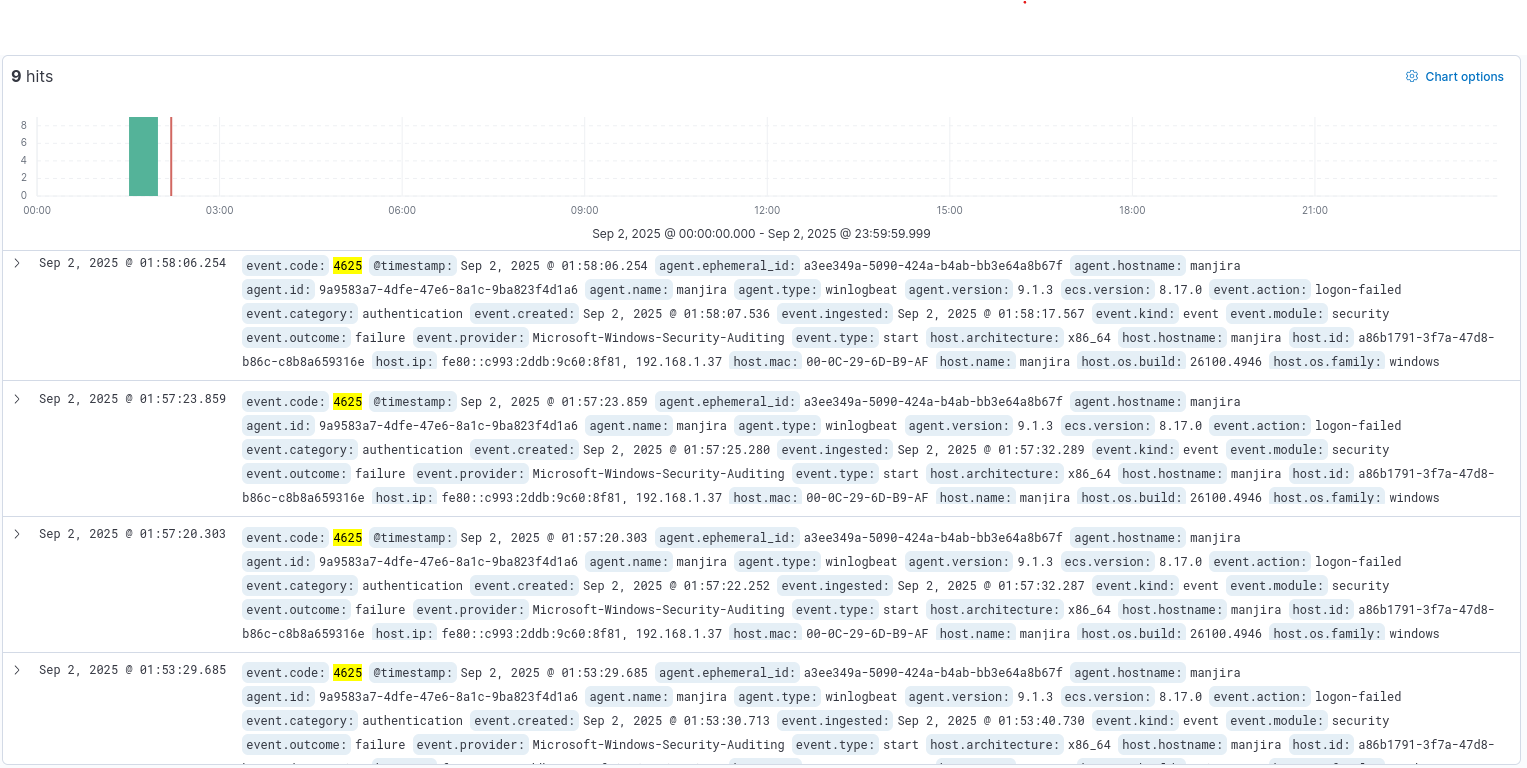 9 hits
Chart options
8
6
4
2
0
00:00 03:00 06:00 09:00 12:00 15:00 18:00 21:00
Sep 2, 2025 @ 00:00:00.000 - Sep 2, 2025 @ 23:59:59.999
Sep 2, 2025 @ 01:58:06.254
event.code: 4625 @timestamp: Sep 2, 2025 @ 01:58:06.254 agent.ephemeral_id: a3ee349a-5090-424a-b4ab-bb3e64a8b67f agent.hostname: manjira
agent.id: 9a9583a7-4dfe-47e6-8a1c-9ba823f4d1a6 agent.name: manjira agent.type: winlogbeat agent.version: 9.1.3 ecs.version: 8.17.0 event.action: logon-failed
event.category: authentication event.created: Sep 2, 2025 @ 01:58:07.536 event.ingested: Sep 2, 2025 @ 01:58:17.567 event.kind: event event.module: security
event.outcome: failure event.provider: Microsoft-Windows-Security-Auditing event.type: start host.architecture: x86_64 host.hostname: manjira host.id: a86b1791-3f7a-47d8-
b86c-c8b8a659316e host.ip: fe80::c993:2ddb:9c60:8f81, 192.168.1.37 host.mac: 00-0C-29-6D-B9-AF host.name: manjira host.os.build: 26100.4946 host.os.family: windows
Sep 2, 2025 @ 01:57:23.859
event.code: 4625 @timestamp: Sep 2, 2025 @ 01:57:23.859 agent.ephemeral_id: a3ee349a-5090-424a-b4ab-bb3e64a8b67f agent.hostname: manjira
agent.id: 9a9583a7-4dfe-47e6-8a1c-9ba823f4d1a6 agent.name: manjira agent.type: winlogbeat agent.version: 9.1.3 ecs.version: 8.17.0 event.action: logon-failed
event.category: authentication event.created: Sep 2, 2025 @ 01:57:25.280 event.ingested: Sep 2, 2025 @ 01:57:32.289 event.kind: event event.module: security
event.outcome: failure event.provider: Microsoft-Windows-Security-Auditing event.type: start host.architecture: x86_64 host.hostname: manjira host.id: a86b1791-3f7a-47d8-
b86c-c8b8a659316e host.ip: fe80::c993:2ddb:9c60:8f81, 192.168.1.37 host.mac: 00-0C-29-6D-B9-AF host.name: manjira host.os.build: 26100.4946 host.os.family: windows
Sep 2, 2025 @ 01:57:20.303
event.code: 4625 @timestamp: Sep 2, 2025 @ 01:57:20.303 agent.ephemeral_id: a3ee349a-5090-424a-b4ab-bb3e64a8b67f agent.hostname: manjira
agent.id: 9a9583a7-4dfe-47e6-8a1c-9ba823f4d1a6 agent.name: manjira agent.type: winlogbeat agent.version: 9.1.3 ecs.version: 8.17.0 event.action: logon-failed
event.category: authentication event.created: Sep 2, 2025 @ 01:57:22.252 event.ingested: Sep 2, 2025 @ 01:57:32.287 event.kind: event event.module: security
event.outcome: failure event.provider: Microsoft-Windows-Security-Auditing event.type: start host.architecture: x86_64 host.hostname: manjira host.id: a86b1791-3f7a-47d8-
b86c-c8b8a659316e host.ip: fe80::c993:2ddb:9c60:8f81, 192.168.1.37 host.mac: 00-0C-29-6D-B9-AF host.name: manjira host.os.build: 26100.4946 host.os.family: windows
Sep 2, 2025 @ 01:53:29.685
event.code: 4625 @timestamp: Sep 2, 2025 @ 01:53:29.685 agent.ephemeral_id: a3ee349a-5090-424a-b4ab-bb3e64a8b67f agent.hostname: manjira
agent.id: 9a9583a7-4dfe-47e6-8a1c-9ba823f4d1a6 agent.name: manjira agent.type: winlogbeat agent.version: 9.1.3 ecs.version: 8.17.0 event.action: logon-failed
event.category: authentication event.created: Sep 2, 2025 @ 01:53:30.713 event.ingested: Sep 2, 2025 @ 01:53:40.730 event.kind: event event.module: security
event.outcome: failure event.provider: Microsoft-Windows-Security-Auditing event.type: start host.architecture: x86_64 host.hostname: manjira host.id: a86b1791-3f7a-47d8-